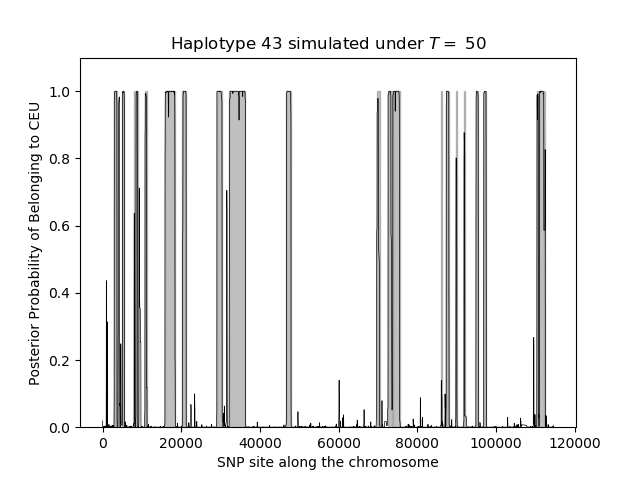 Haplotype 43 simulated under T = 50
Posterior Probability of Belonging to CEU
1.0
0.8
0.6
0.4
0.2
0.0
0 20000 40000 60000 80000 100000 120000
SNP site along the chromosome